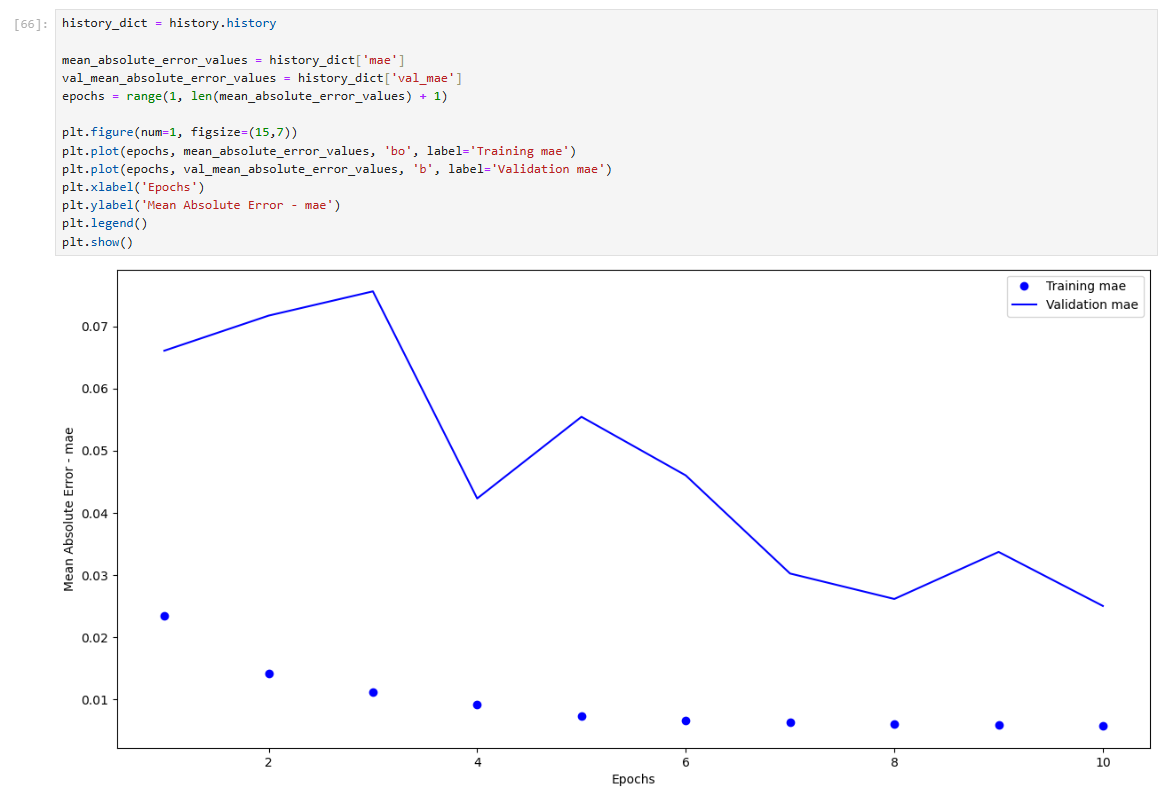 [66]:
history_dict = history.history
mean_absolute_error_values = history_dict['mae']
val_mean_absolute_error_values = history_dict['val_mae']
epochs = range(1, len(mean_absolute_error_values) + 1)
plt.figure(num=1, figsize=(15,7))
plt.plot(epochs, mean_absolute_error_values, 'bo', label='Training mae')
plt.plot(epochs, val_mean_absolute_error_values, 'b', label='Validation mae')
plt.xlabel('Epochs')
plt.ylabel('Mean Absolute Error - mae')
plt.legend()
plt.show()
Training mae
Validation mae
Mean Absolute Error - mae
0.07
0.06
0.05
0.04
0.03
0.02
0.01
2 4 6 8 10
Epochs